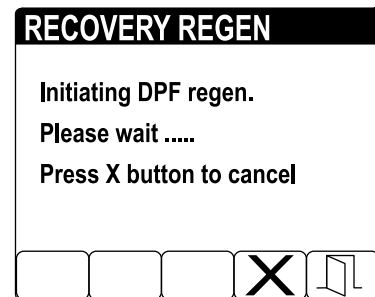 RECOVERY REGEN
Initiating DPF regen.
Please wait .....
Press X button to cancel
X